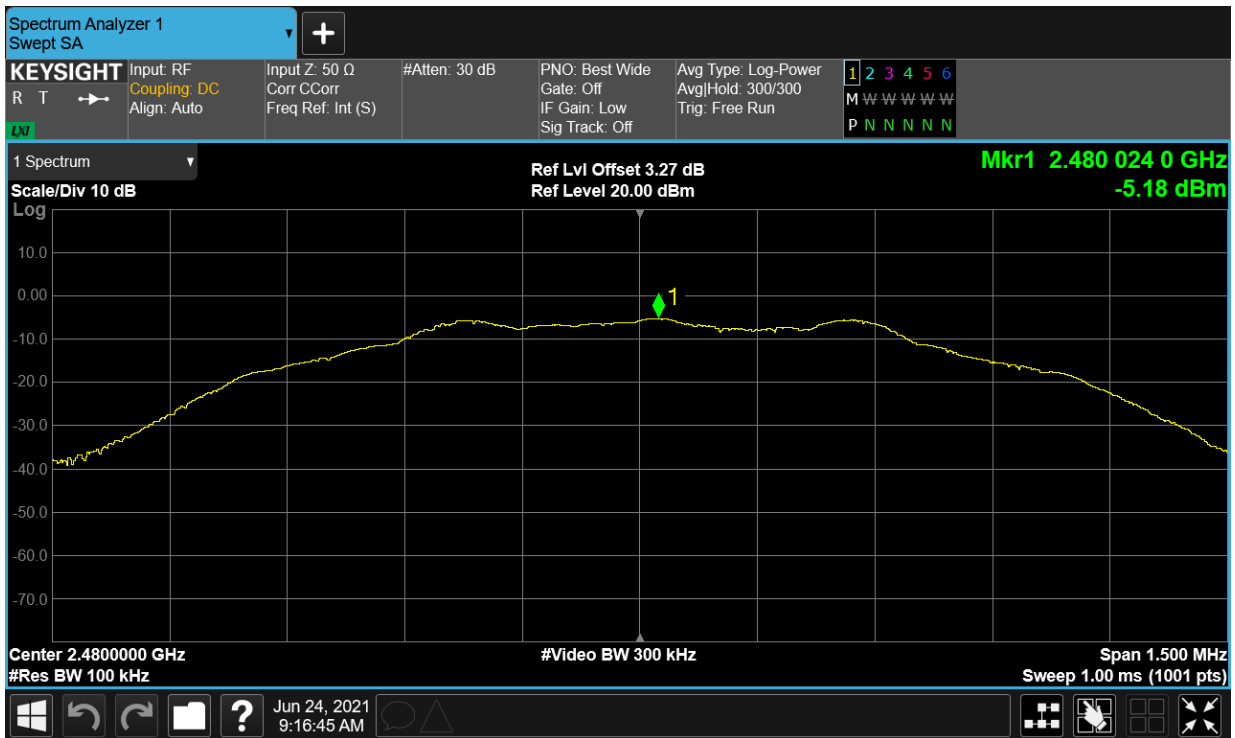 Spectrum Analyzer 1
Swept SA
+
KEYSIGHT
R T
LXI
Input: RF
Coupling: DC
Align: Auto
Input Z: 50 Ω
Corr CCorr
Freq Ref: Int (S)
#Atten: 30 dB
PNO: Best Wide
Gate: Off
IF Gain: Low
Sig Track: Off
Avg Type: Log-Power
Avg|Hold: 300/300
Trig: Free Run
1 2 3 4 5 6
M W W W W W
P N N N N N
1 Spectrum
Scale/Div 10 dB
Log
Ref Lvl Offset 3.27 dB
Ref Level 20.00 dBm
Mkr1 2.480 024 0 GHz
-5.18 dBm
10.0
0.00
-10.0
-20.0
-30.0
-40.0
-50.0
-60.0
-70.0
1
Center 2.4800000 GHz
#Res BW 100 kHz
#Video BW 300 kHz
Span 1.500 MHz
Sweep 1.00 ms (1001 pts)
?
Jun 24, 2021
9:16:45 AM